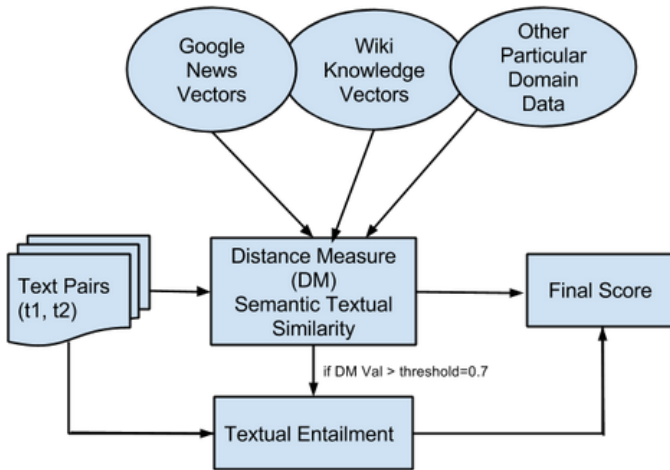 Google
News
Vectors
Wiki
Knowledge
Vectors
Other
Particular
Domain
Data
Text Pairs
(t1, t2)
Distance Measure
(DM)
Semantic Textual
Similarity
Final Score
if DM Val > threshold=0.7
Textual Entailment